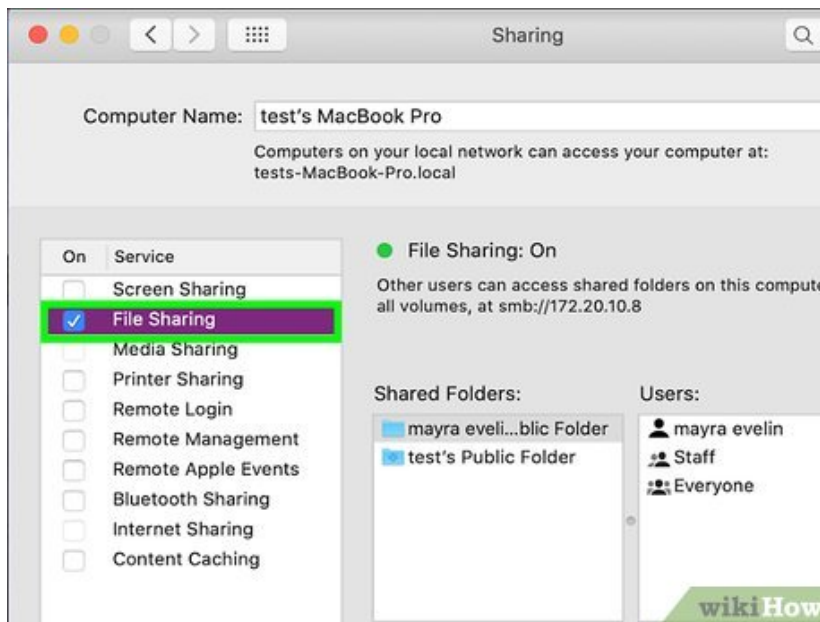 Sharing
Computer Name: test's MacBook Pro
Computers on your local network can access your computer at:
tests-MacBook-Pro.local
On Service
Screen Sharing
File Sharing
Media Sharing
Printer Sharing
Remote Login
Remote Management
Remote Apple Events
Bluetooth Sharing
Internet Sharing
Content Caching
File Sharing: On
Other users can access shared folders on this compute
all volumes, at smb://172.20.10.8
Shared Folders:
mayra eveli...blic Folder
test's Public Folder
Users:
mayra evelin
Staff
Everyone
wikiHow